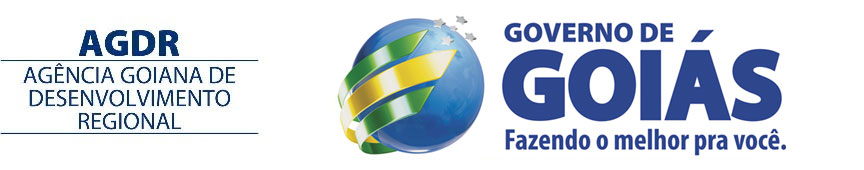 AGDR
AGÊNCIA GOIANA DE
DESENVOLVIMENTO
REGIONAL
GOVERNO DE
GOIÁS
Fazendo o melhor pra você.